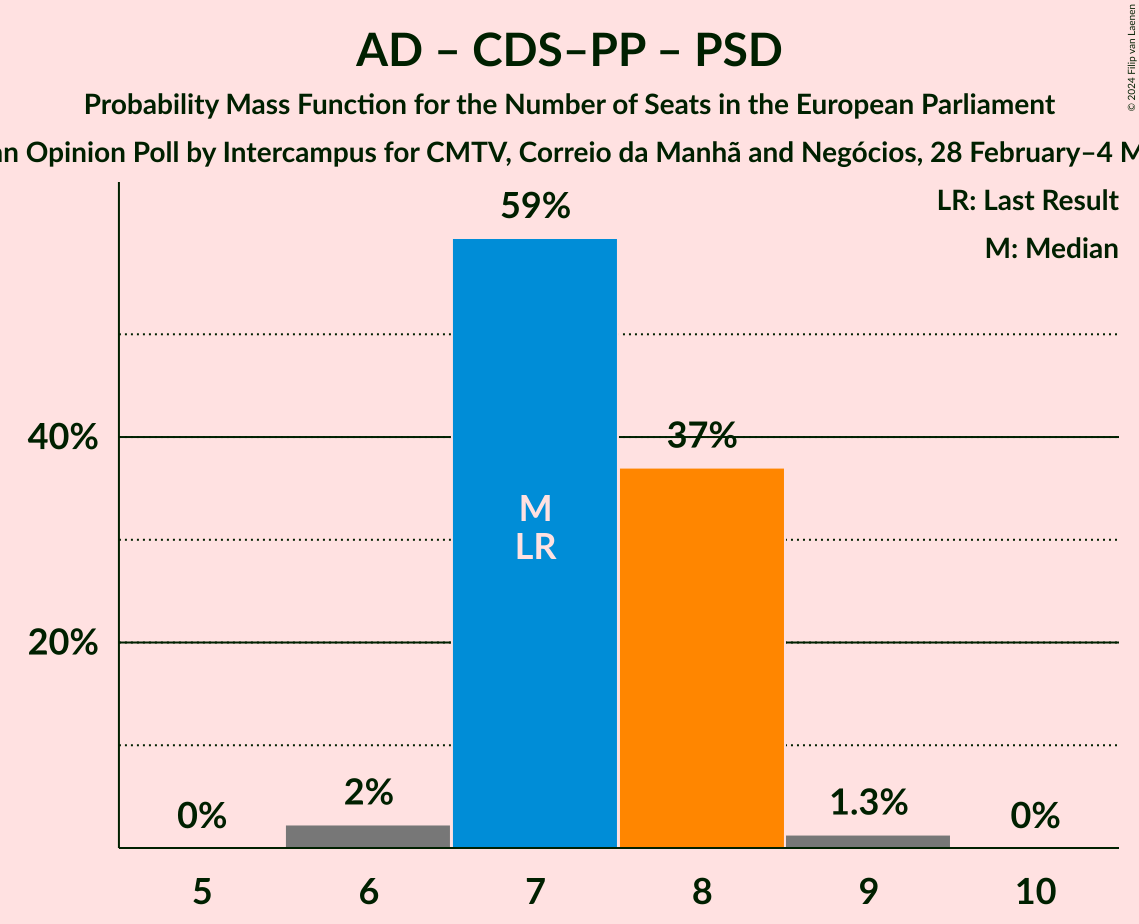 AD – CDS–PP – PSD
Probability Mass Function for the Number of Seats in the European Parliament
an Opinion Poll by Intercampus for CMTV, Correio da Manhã and Negócios, 28 February–4 M
© 2024 Filip van Laenen
LR: Last Result
M: Median
59%
40%
37%
M
LR
20%
0%
2%
1.3%
0%
5
6
7
8
9
10